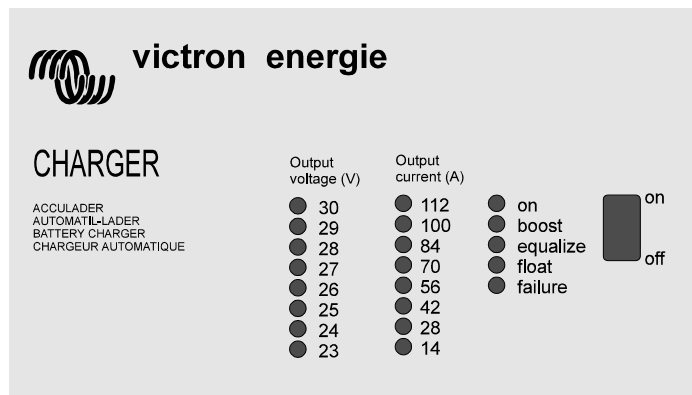 victron energie
CHARGER
ACCULADER
AUTOMATIL-LADER
BATTERY CHARGER
CHARGEUR AUTOMATIQUE
Output
voltage (V)
30
29
28
27
26
25
24
23
Output
current (A)
112
100
84
70
56
42
28
14
on
boost
equalize
float
failure
on
off